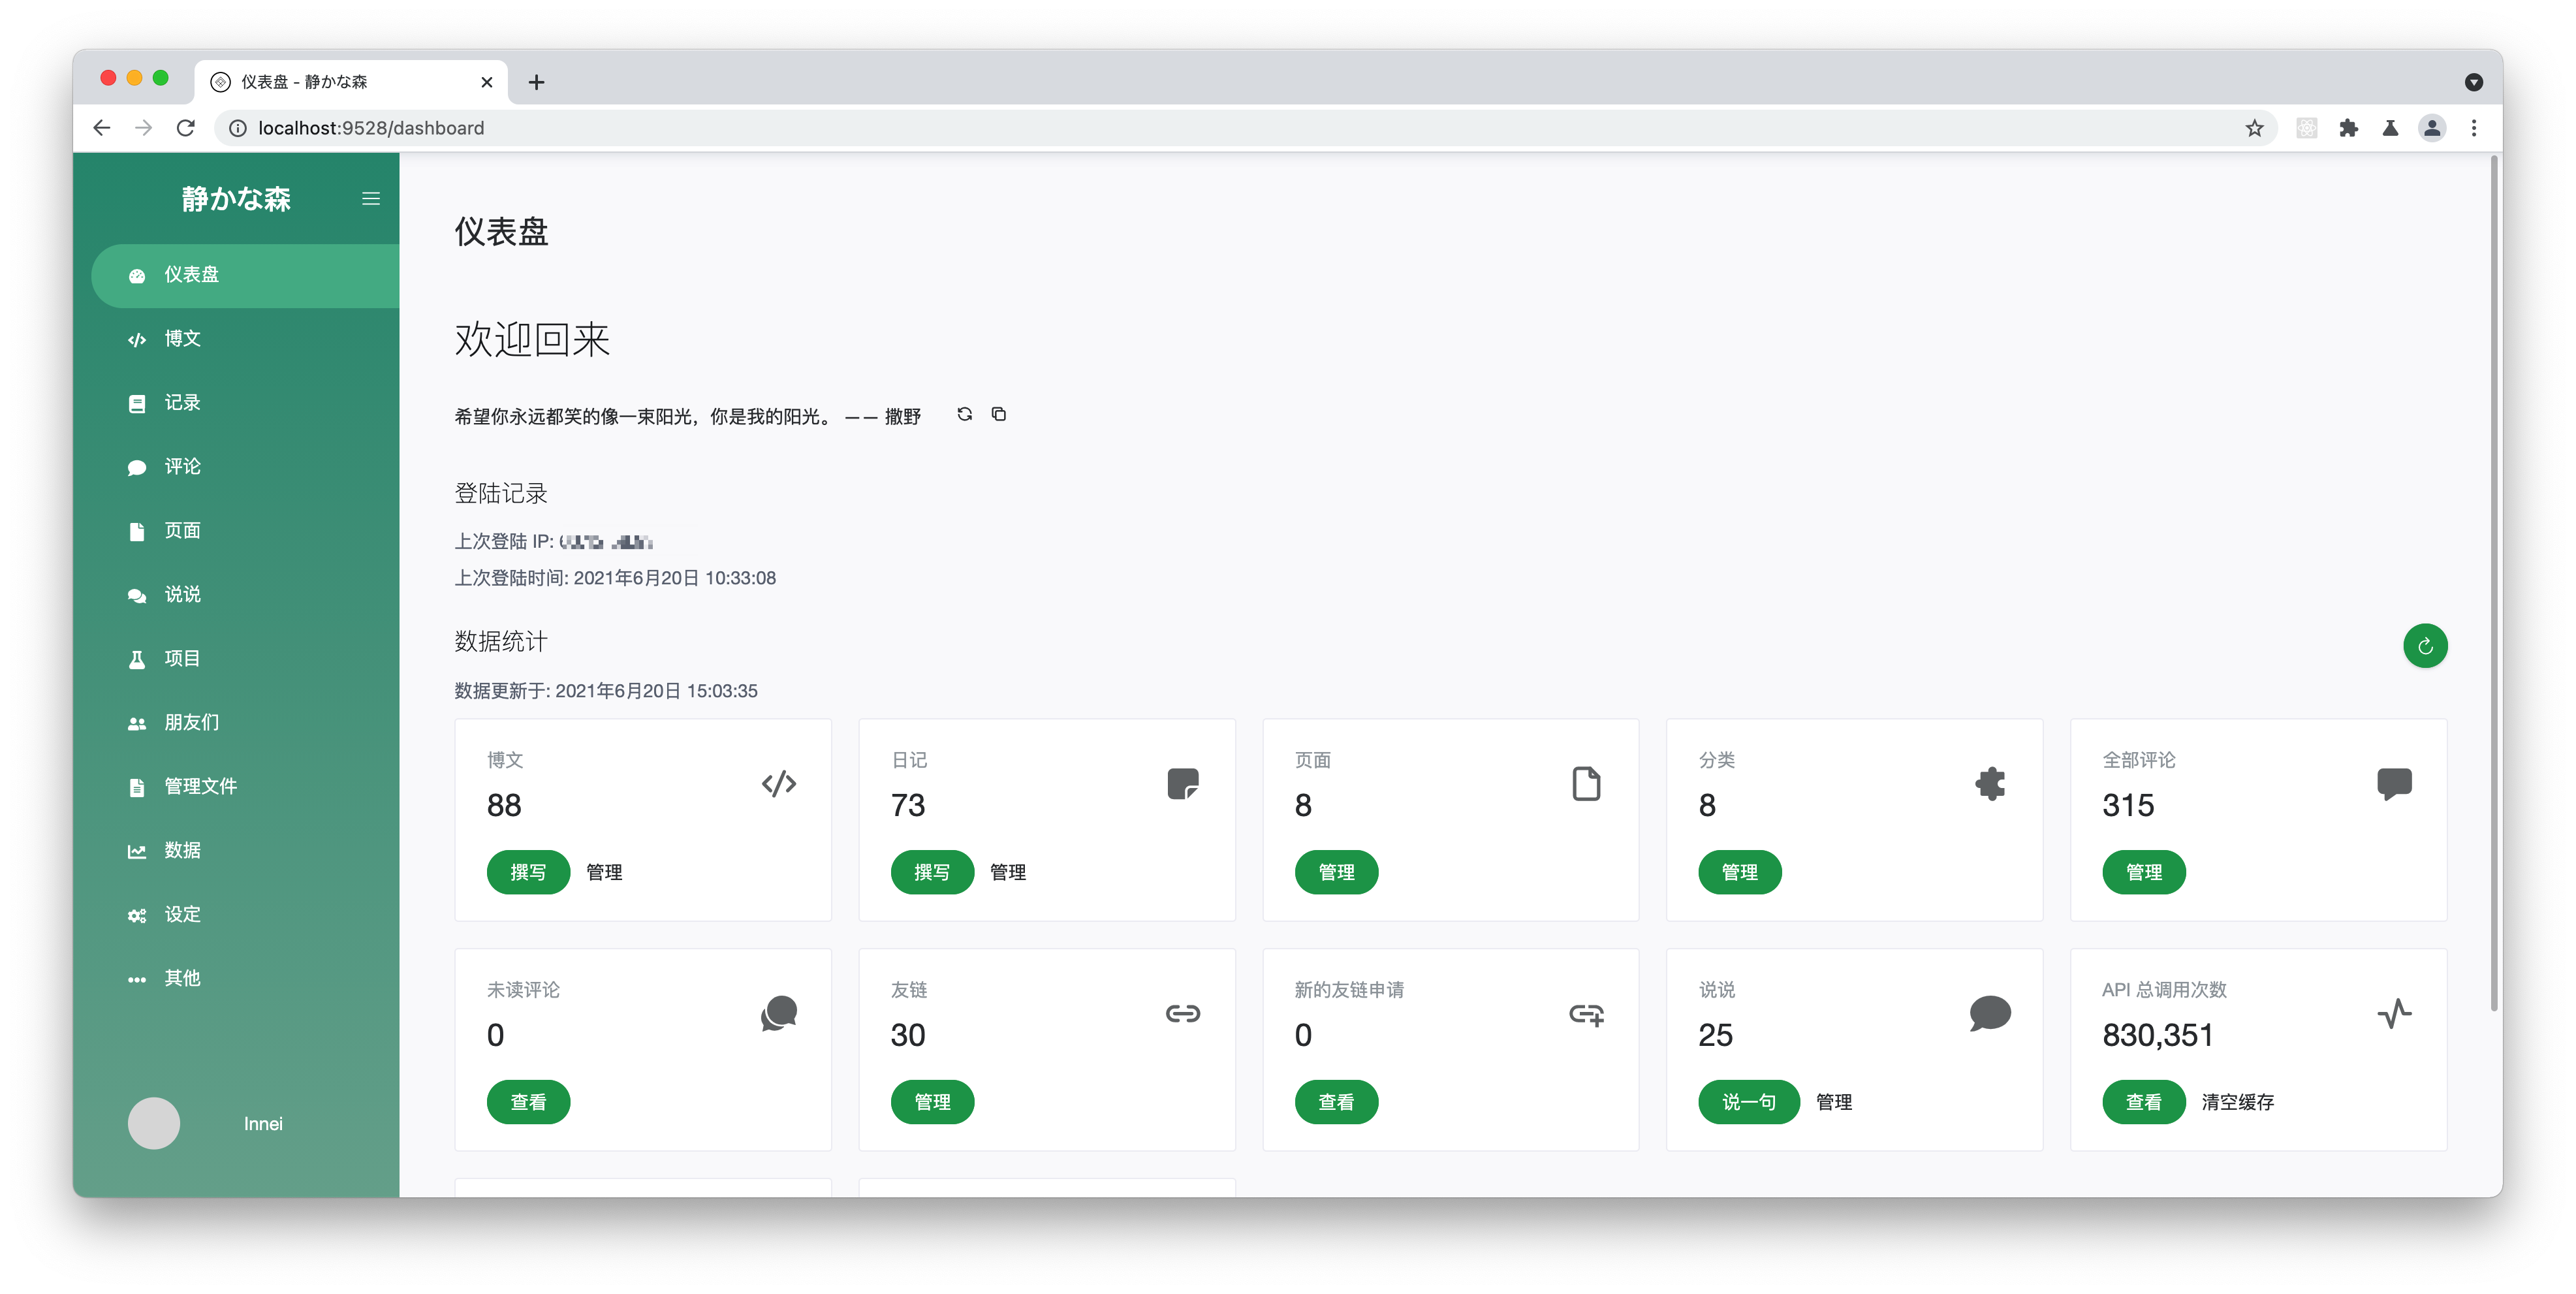 仪表盘 - 静かな森
localhost:9528/dashboard
静かな森
仪表盘
博文
记录
评论
页面
说说
项目
朋友们
管理文件
数据
设定
其他
Innei
仪表盘
欢迎回来
希望你永远都笑的像一束阳光，你是我的阳光。 —— 撒野
登陆记录
上次登陆 IP:
上次登陆时间: 2021年6月20日 10:33:08
数据统计
数据更新于: 2021年6月20日 15:03:35
博文
88
撰写 管理
日记
73
撰写 管理
页面
8
管理
分类
8
管理
全部评论
315
管理
未读评论
0
查看
友链
30
管理
新的友链申请
0
查看
说说
25
说一句 管理
API 总调用次数
830,351
查看 清空缓存